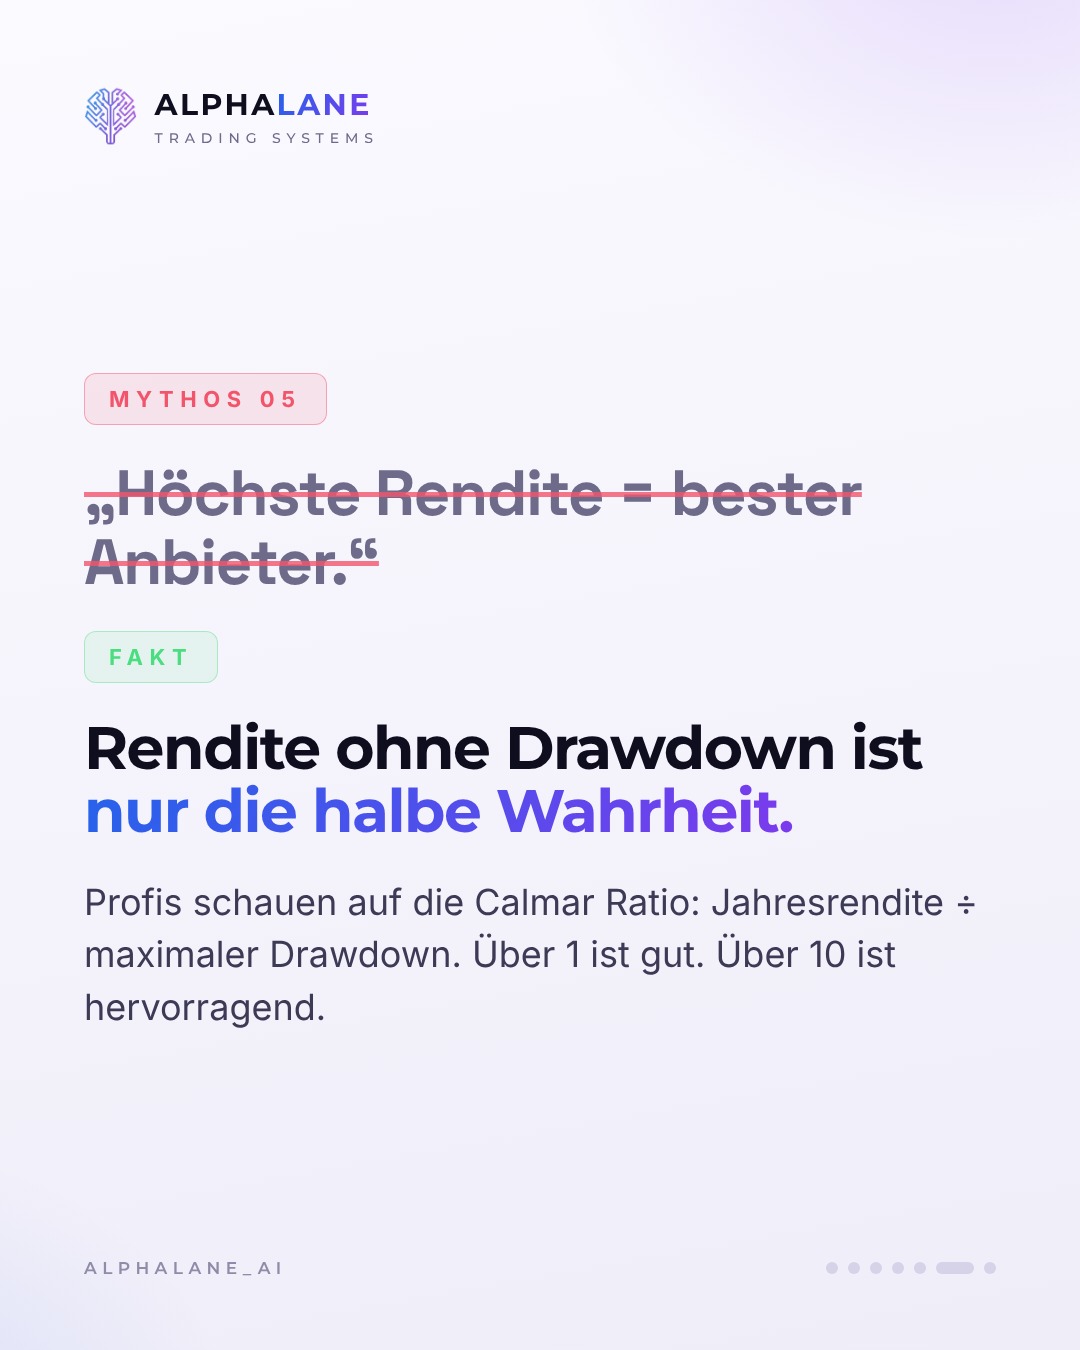 ALPHALANE
TRADING SYSTEMS
MYTHOS 05
„Höchste Rendite = bester
Anbieter.“
FAKT
Rendite ohne Drawdown ist
nur die halbe Wahrheit.
Profis schauen auf die Calmar Ratio: Jahresrendite ÷
maximaler Drawdown. Über 1 ist gut. Über 10 ist
hervorragend.
ALPHALANE_AI